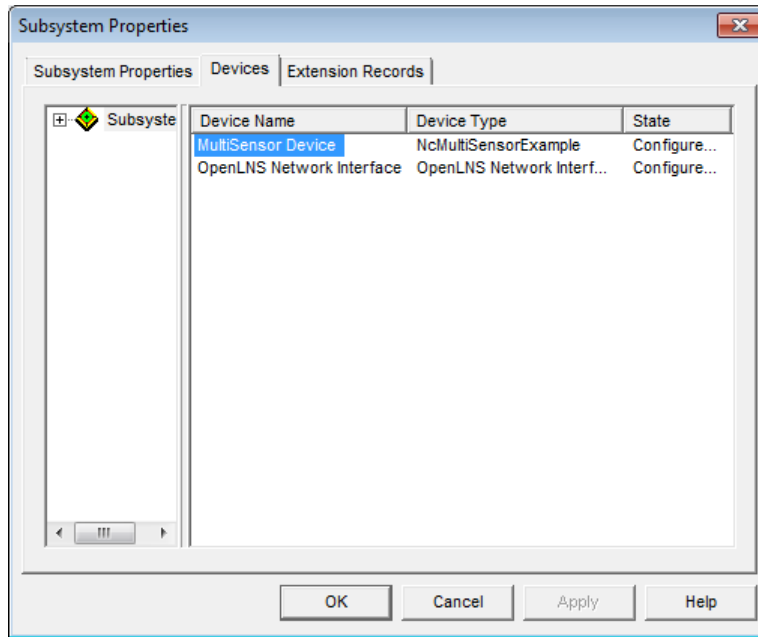 Subsystem Properties
Subsystem Properties Devices Extension Records
Subsyste Device Name Device Type State
MultiSensor Device NcMultiSensorExample Configure...
OpenLNS Network Interface OpenLNS Network Interf... Configure...
OK Cancel Apply Help